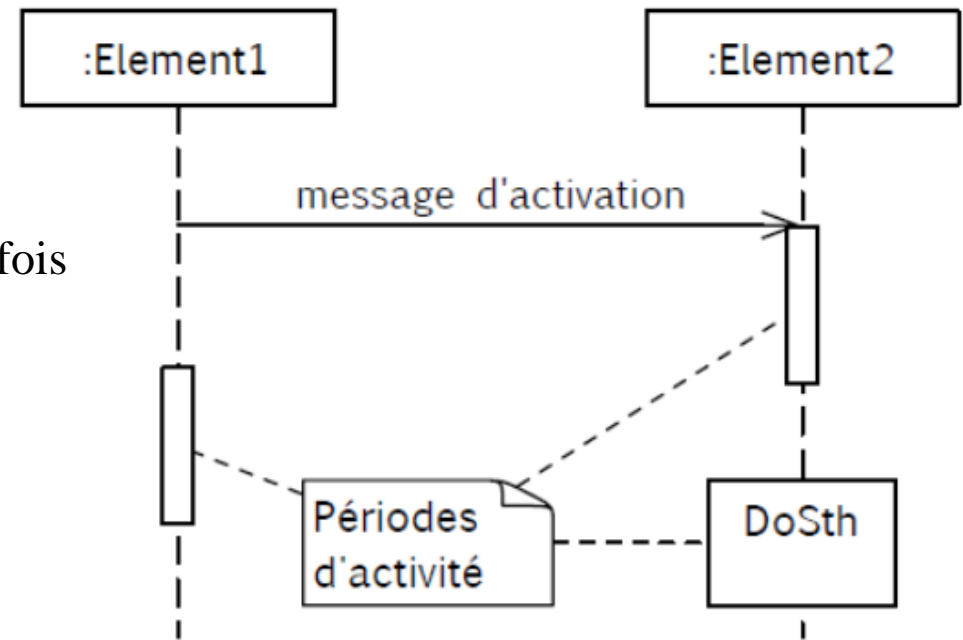 :Element1
:Element2
message d'activation
fois
Périodes
d'activité
DoSth